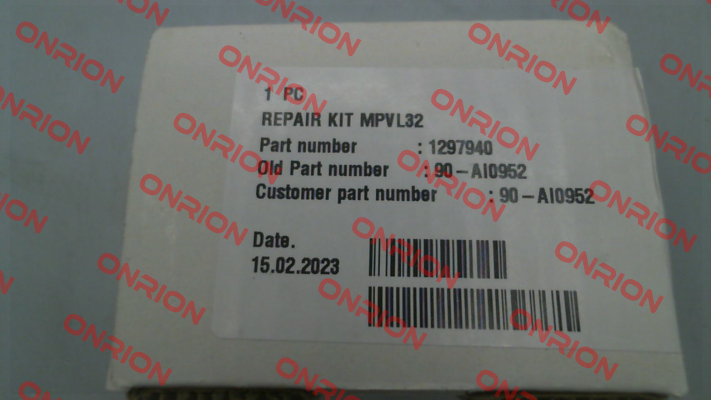 1 PC
REPAIR KIT MPVL32
Part number : 1297940
Old Part number : 90-AI0952
Customer part number : 90-AI0952
Date.
15.02.2023
ONRION